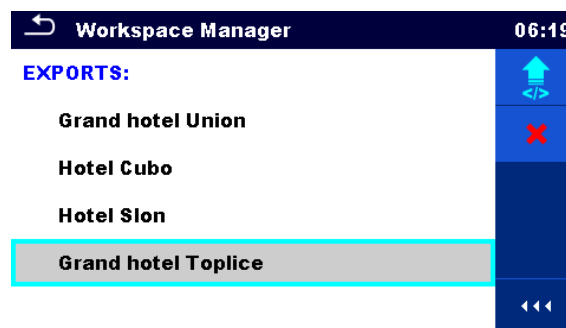 Workspace Manager 06:19
EXPORTS:
</>
Grand hotel Union
Hotel Cubo
Hotel Slon
Grand hotel Toplice